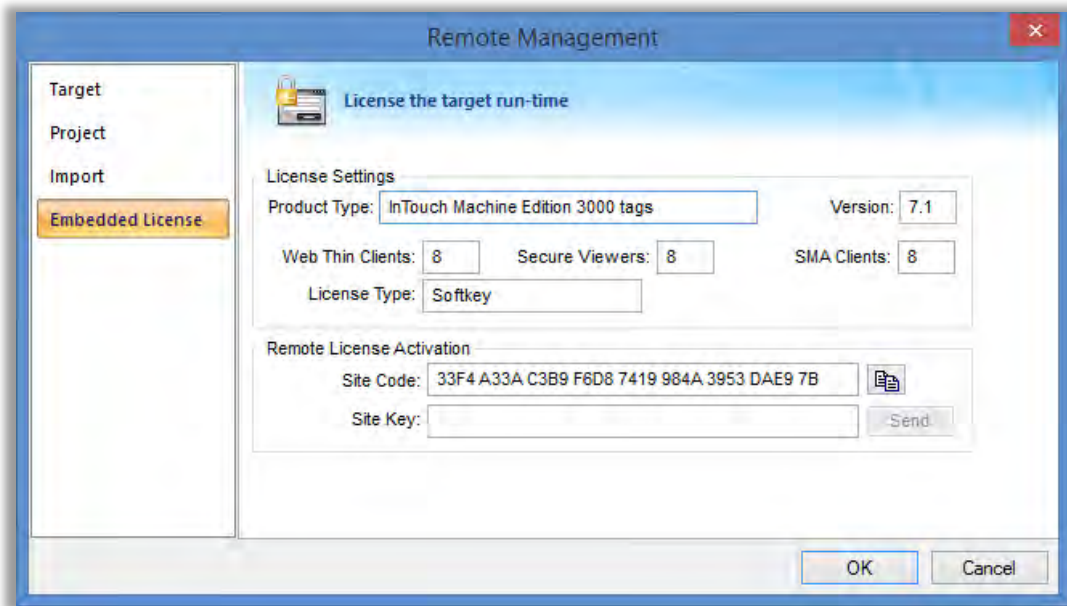 Remote Management
Target
Project
Import
Embedded License
License the target run-time
License Settings
Product Type: InTouch Machine Edition 3000 tags Version: 7.1
Web Thin Clients: 8 Secure Viewers: 8 SMA Clients: 8
License Type: Softkey
Remote License Activation
Site Code: 33F4 A33A C3B9 F6D8 7419 984A 3953 DAE9 7B
Site Key: Send
OK Cancel